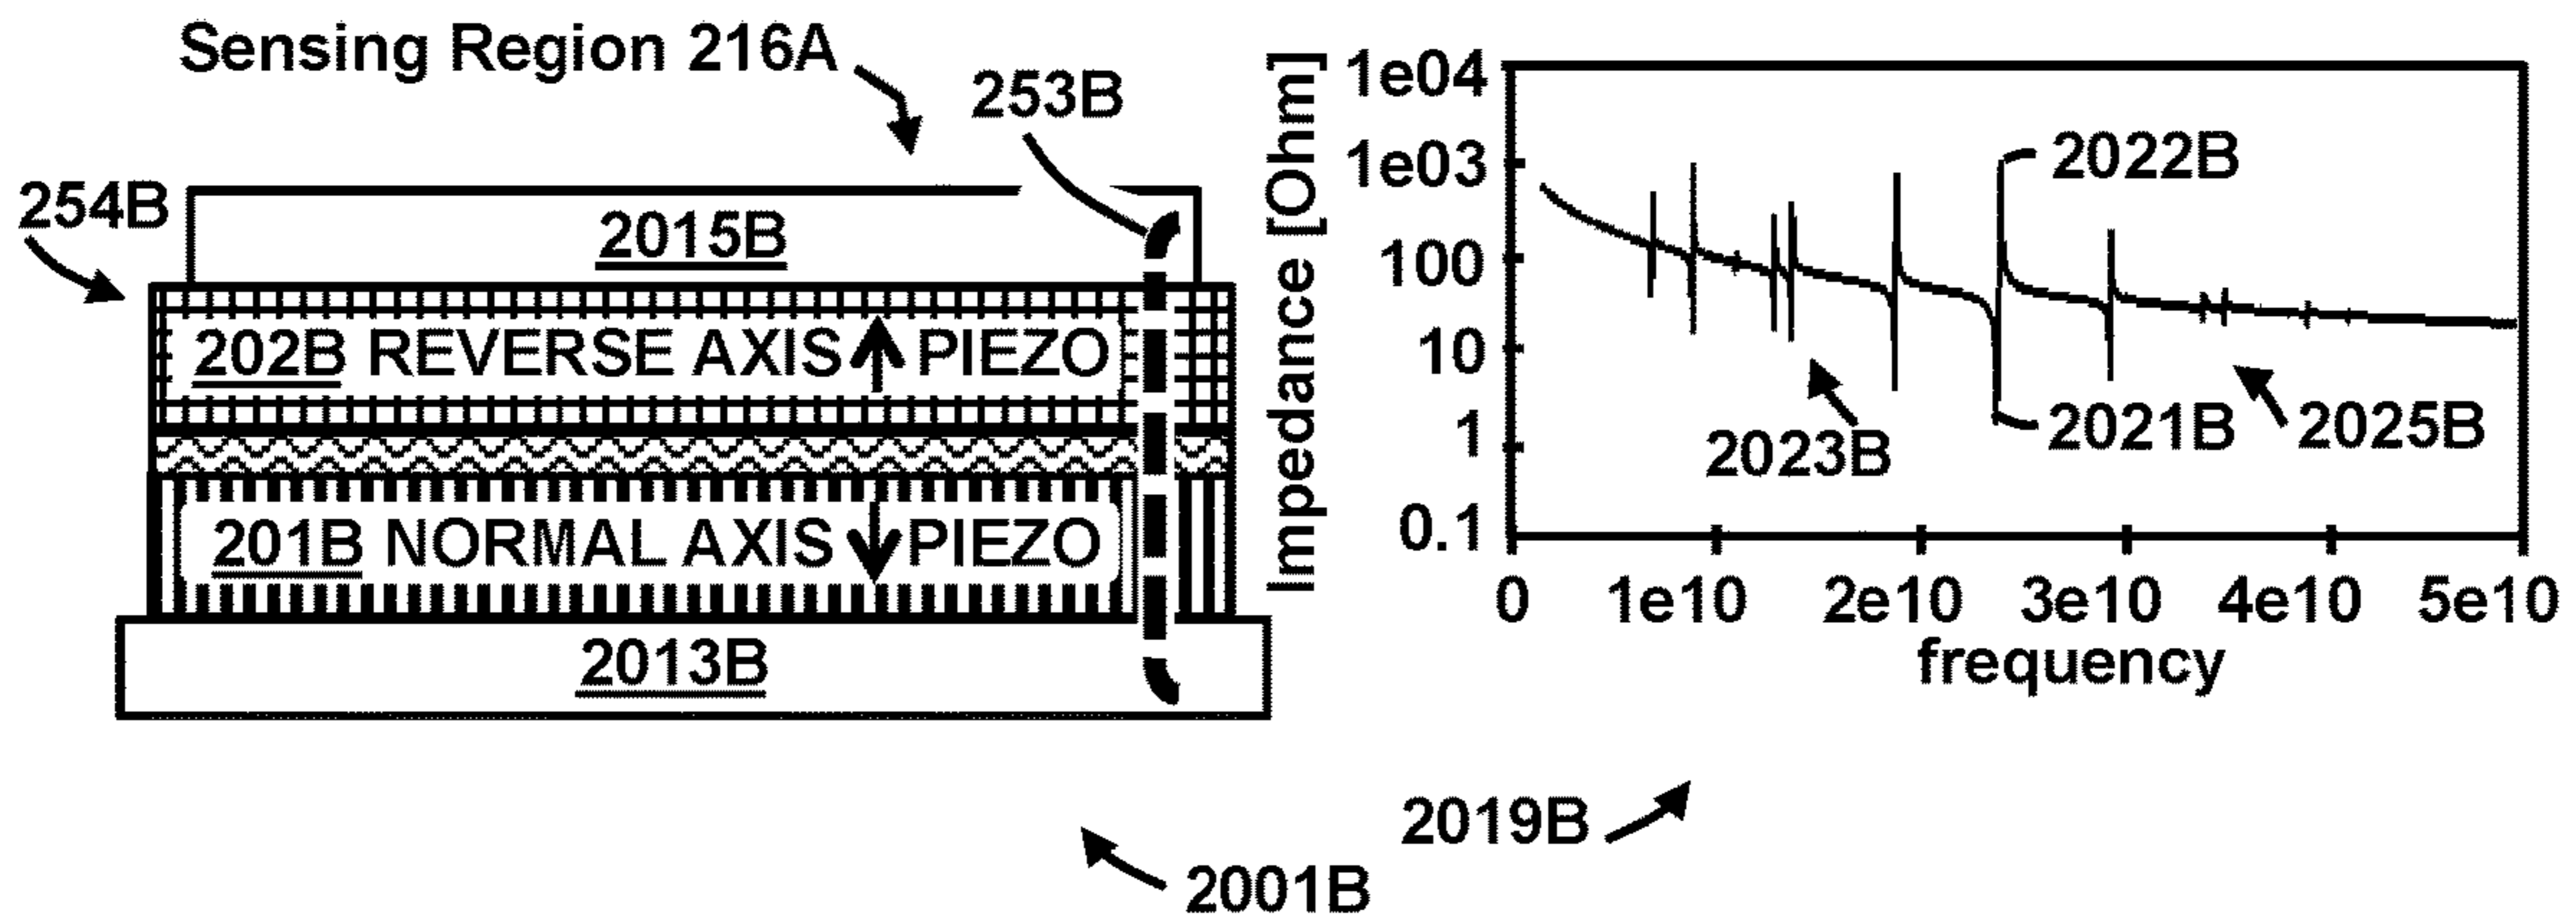 Sensing Region 216A
253B
254B
2015B
202B REVERSE AXIS PIEZO
201B NORMAL AXIS PIEZO
2013B
2001B
Impedance [Ohm]
1e04
1e03
100
10
1
0.1
0 1e10 2e10 3e10 4e10 5e10
frequency
2022B
2023B
2021B
2025B
2019B